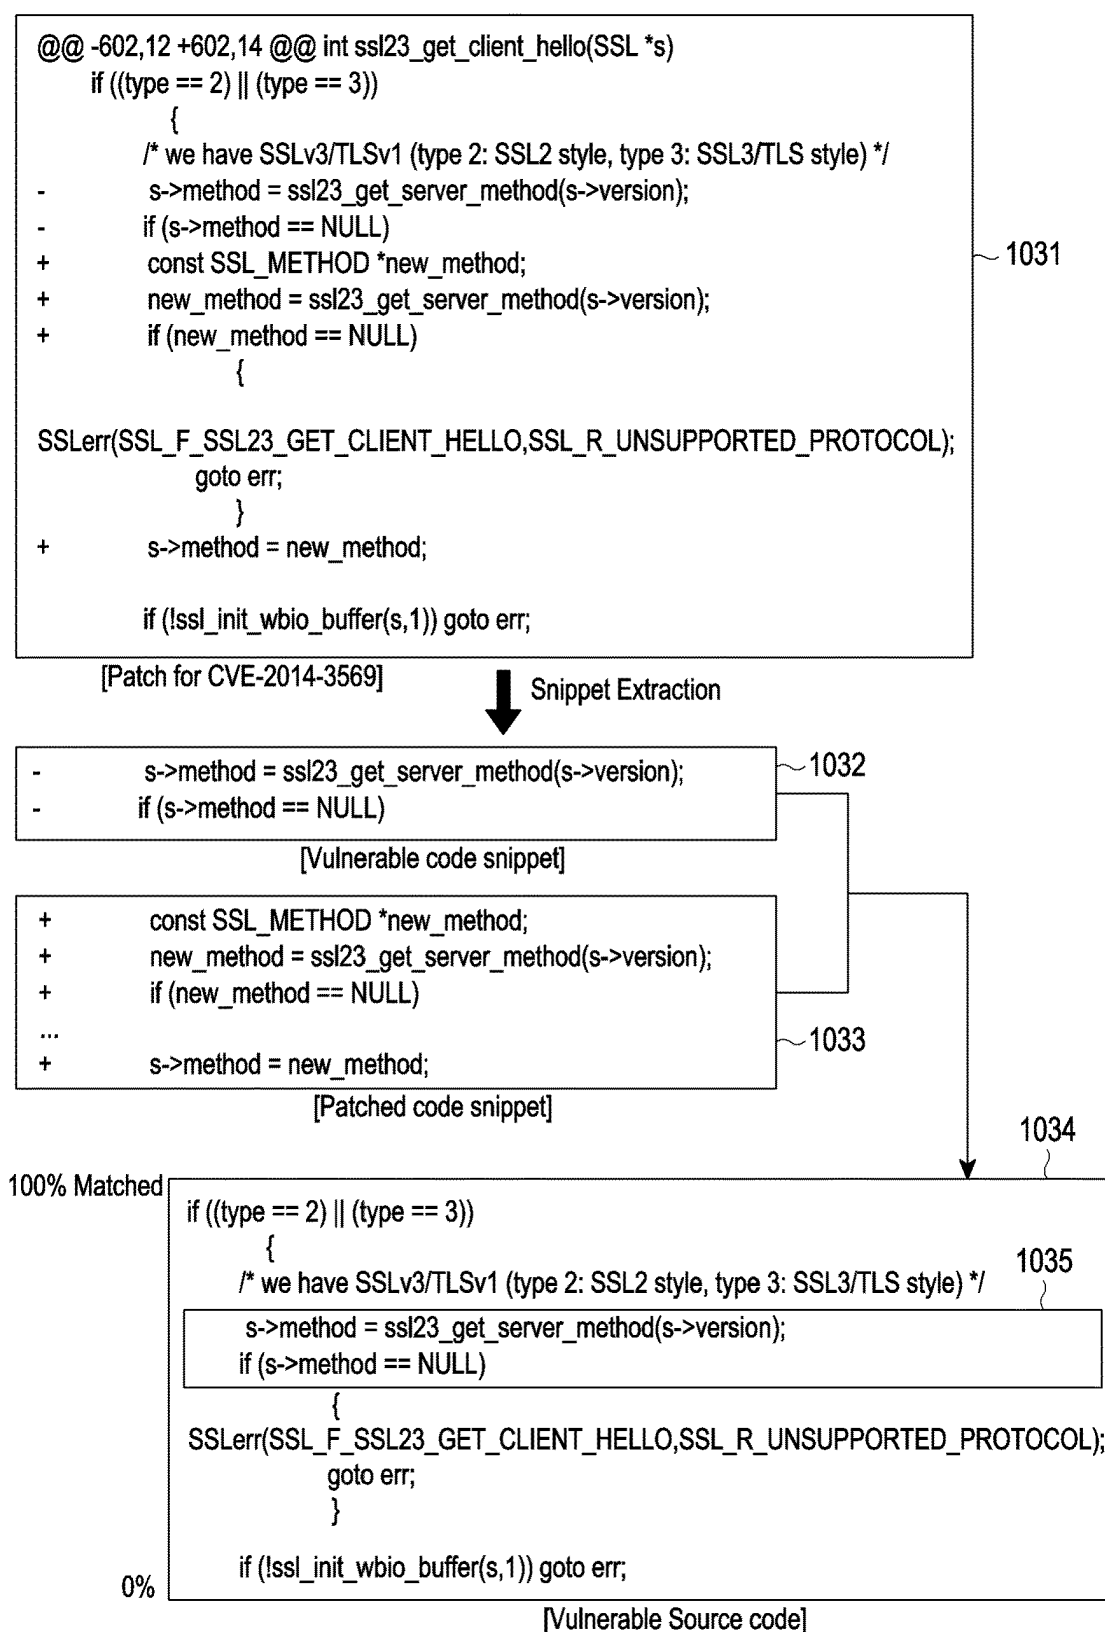 @@ -602,12 +602,14 @@ int ssl23_get_client_hello(SSL *s)
if ((type == 2) || (type == 3))
{
/* we have SSLv3/TLSv1 (type 2: SSL2 style, type 3: SSL3/TLS style) */
- s->method = ssl23_get_server_method(s->version);
- if (s->method == NULL)
+ const SSL_METHOD *new_method;
+ new_method = ssl23_get_server_method(s->version);
+ if (new_method == NULL)
{
SSLerr(SSL_F_SSL23_GET_CLIENT_HELLO,SSL_R_UNSUPPORTED_PROTOCOL);
goto err;
}
+ s->method = new_method;
if (!ssl_init_wbio_buffer(s,1)) goto err;
1031
[Patch for CVE-2014-3569]
Snippet Extraction
- s->method = ssl23_get_server_method(s->version);
- if (s->method == NULL)
1032
[Vulnerable code snippet]
+ const SSL_METHOD *new_method;
+ new_method = ssl23_get_server_method(s->version);
+ if (new_method == NULL)
...
+ s->method = new_method;
1033
[Patched code snippet]
1034
100% Matched
if ((type == 2) || (type == 3))
{
/* we have SSLv3/TLSv1 (type 2: SSL2 style, type 3: SSL3/TLS style) */
1035
s->method = ssl23_get_server_method(s->version);
if (s->method == NULL)
{
SSLerr(SSL_F_SSL23_GET_CLIENT_HELLO,SSL_R_UNSUPPORTED_PROTOCOL);
goto err;
}
if (!ssl_init_wbio_buffer(s,1)) goto err;
0%
[Vulnerable Source code]